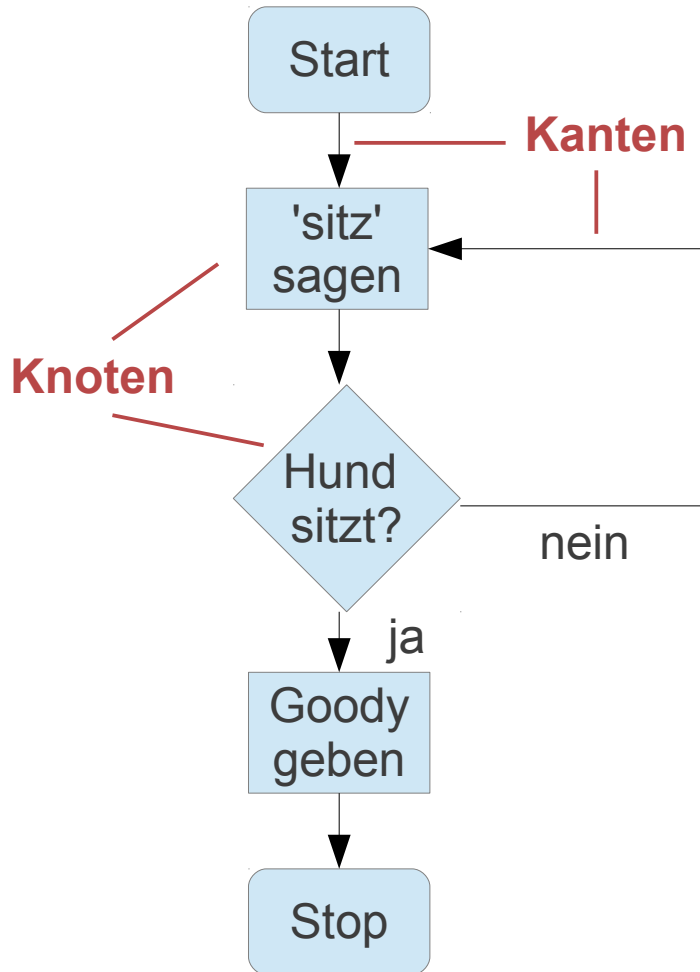 Start
Kanten
'sitz'
sagen
Knoten
Hund
sitzt?
nein
ja
Goody
geben
Stop